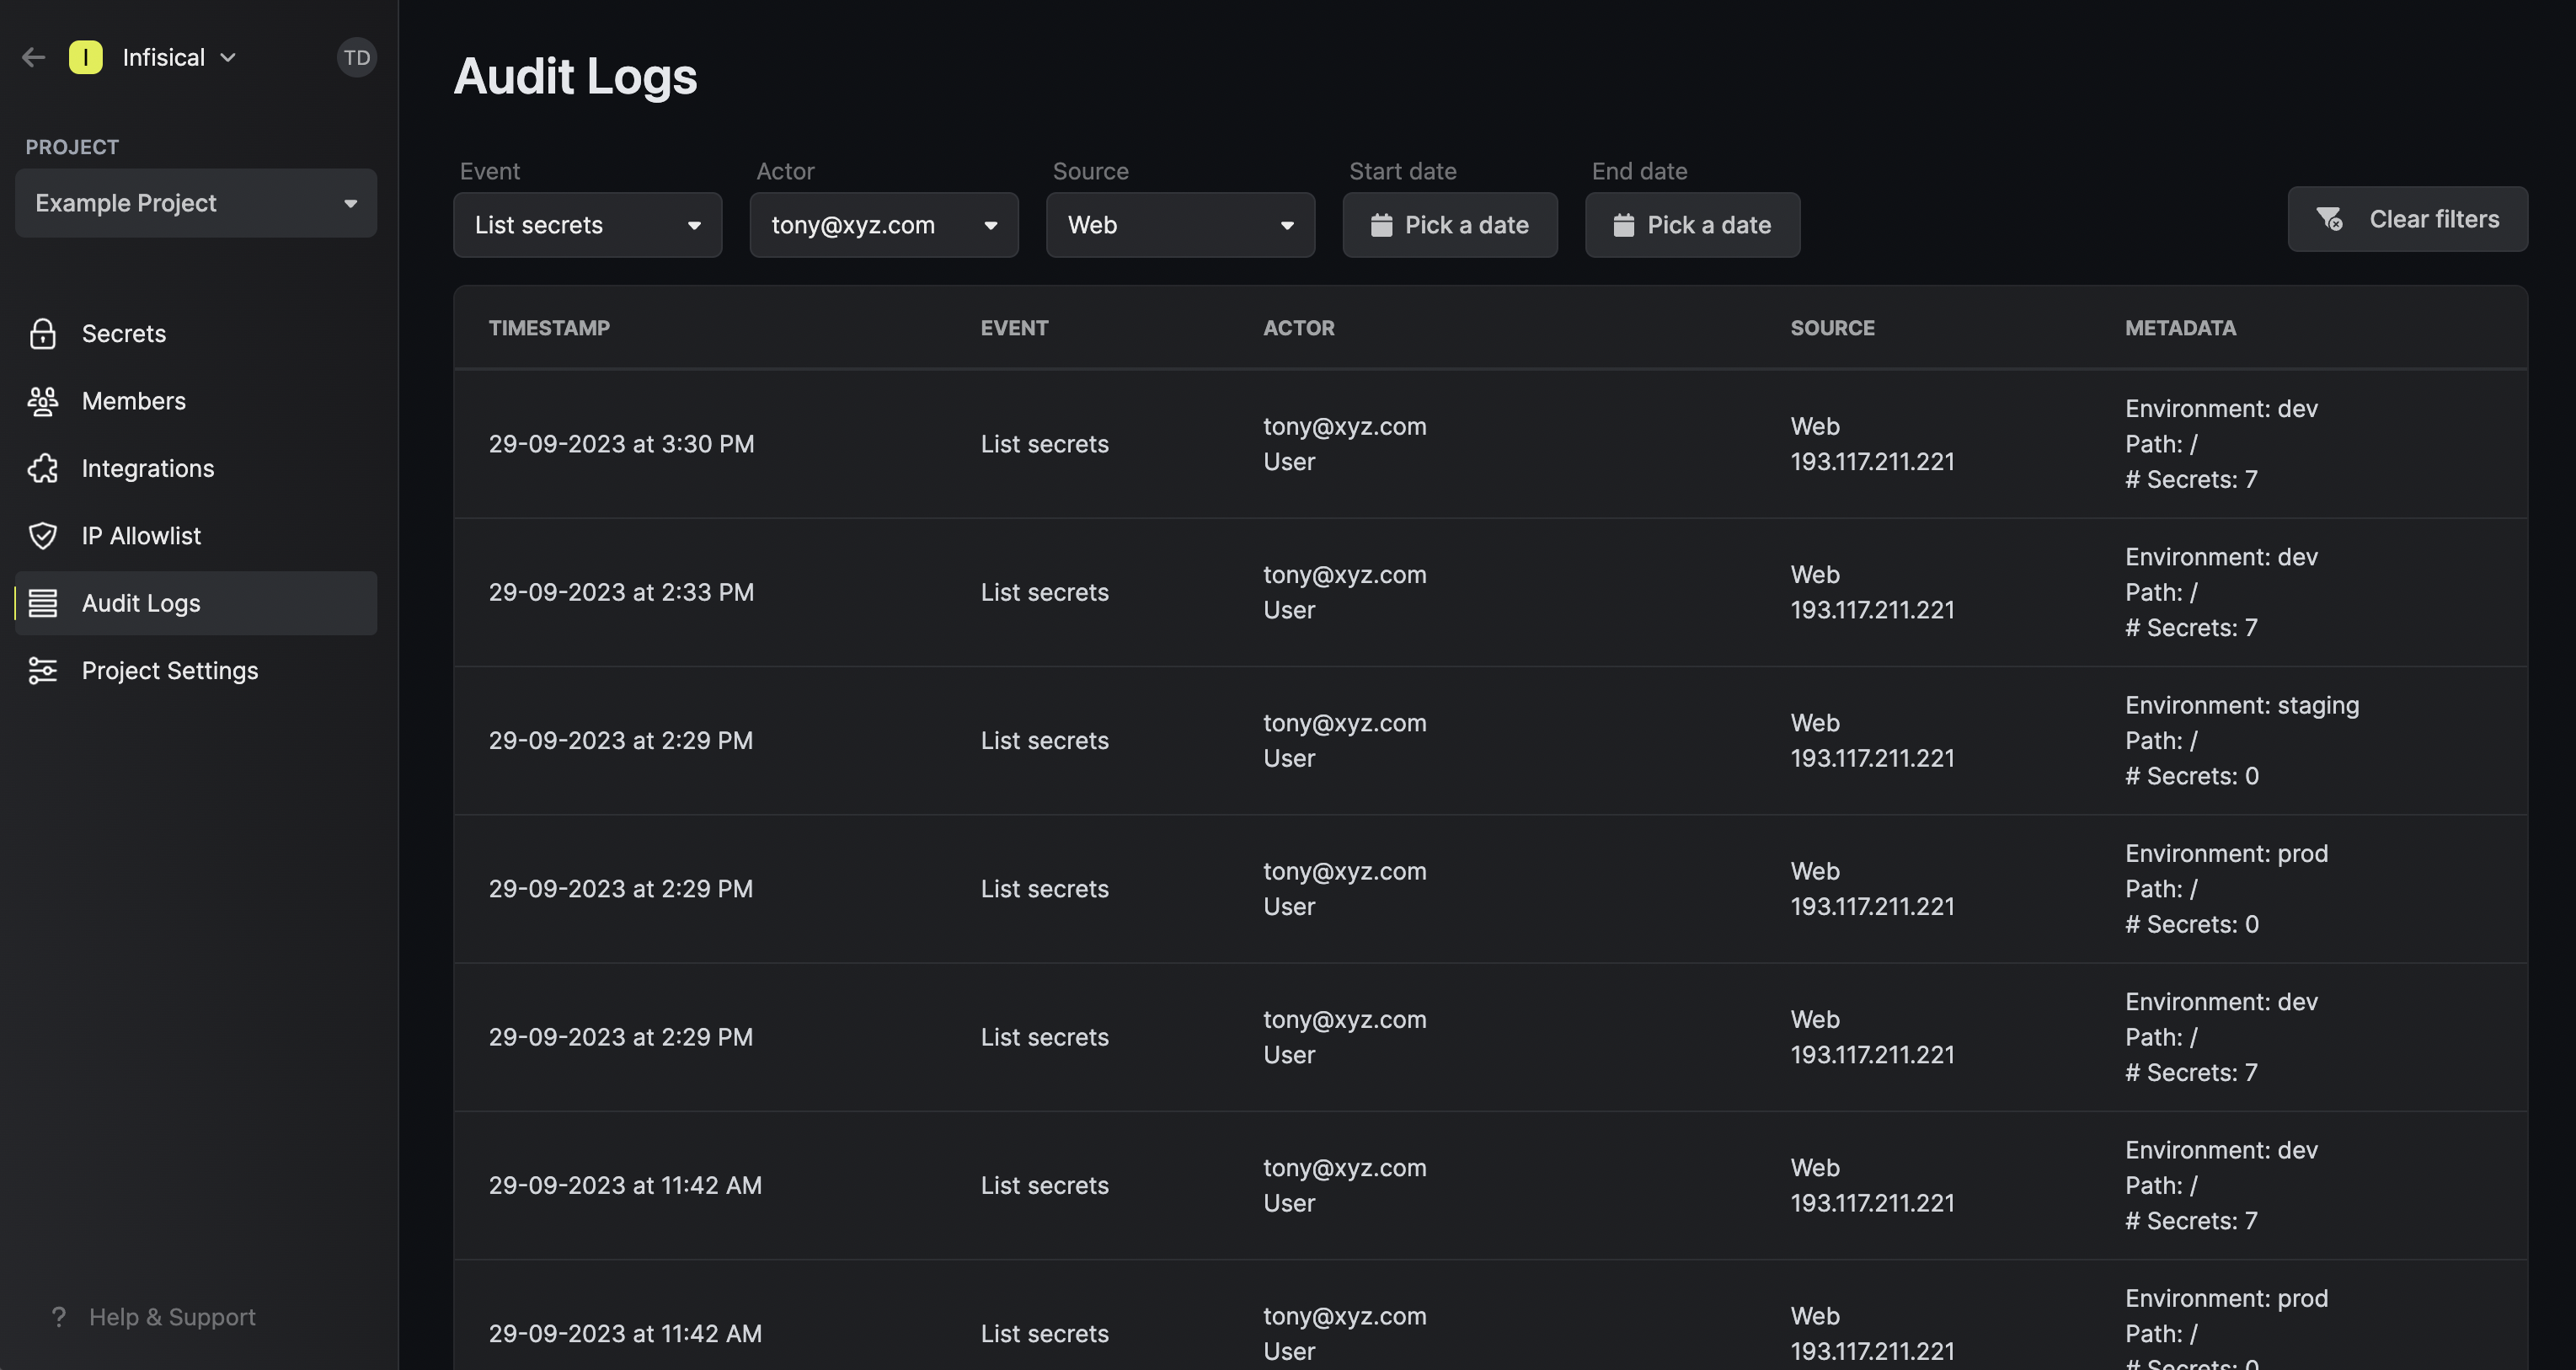 I Infisical TD
PROJECT
Example Project
Secrets
Members
Integrations
IP Allowlist
Audit Logs
Project Settings
? Help & Support
Audit Logs
Event Actor Source Start date End date
List secrets tony@xyz.com Web Pick a date Pick a date Clear filters
TIMESTAMP EVENT ACTOR SOURCE METADATA
29-09-2023 at 3:30 PM List secrets
tony@xyz.com
User
Web
193.117.211.221
Environment: dev
Path: /
# Secrets: 7
29-09-2023 at 2:33 PM List secrets
tony@xyz.com
User
Web
193.117.211.221
Environment: dev
Path: /
# Secrets: 7
29-09-2023 at 2:29 PM List secrets
tony@xyz.com
User
Web
193.117.211.221
Environment: staging
Path: /
# Secrets: 0
29-09-2023 at 2:29 PM List secrets
tony@xyz.com
User
Web
193.117.211.221
Environment: prod
Path: /
# Secrets: 0
29-09-2023 at 2:29 PM List secrets
tony@xyz.com
User
Web
193.117.211.221
Environment: dev
Path: /
# Secrets: 7
29-09-2023 at 11:42 AM List secrets
tony@xyz.com
User
Web
193.117.211.221
Environment: dev
Path: /
# Secrets: 7
29-09-2023 at 11:42 AM List secrets
tony@xyz.com
User
Web
193.117.211.221
Environment: prod
Path: /
# Secrets: 0